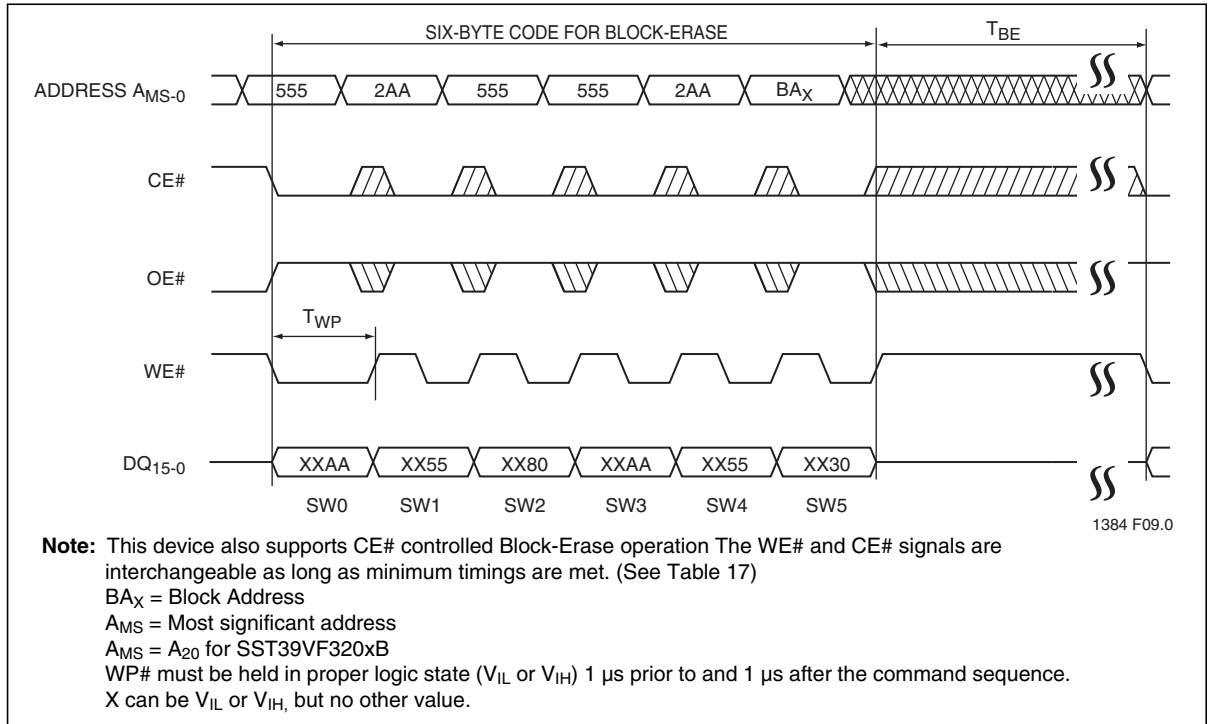 SIX-BYTE CODE FOR BLOCK-ERASE
TBE
ADDRESS AMS-0
555
2AA
555
555
2AA
BAX
CE#
OE#
TWP
WE#
DQ15-0
XXAA
XX55
XX80
XXAA
XX55
XX30
SW0
SW1
SW2
SW3
SW4
SW5
1384 F09.0
Note: This device also supports CE# controlled Block-Erase operation The WE# and CE# signals are
interchangeable as long as minimum timings are met. (See Table 17)
BAX = Block Address
AMS = Most significant address
AMS = A20 for SST39VF320xB
WP# must be held in proper logic state (VIL or VIH) 1 µs prior to and 1 µs after the command sequence.
X can be VIL or VIH, but no other value.